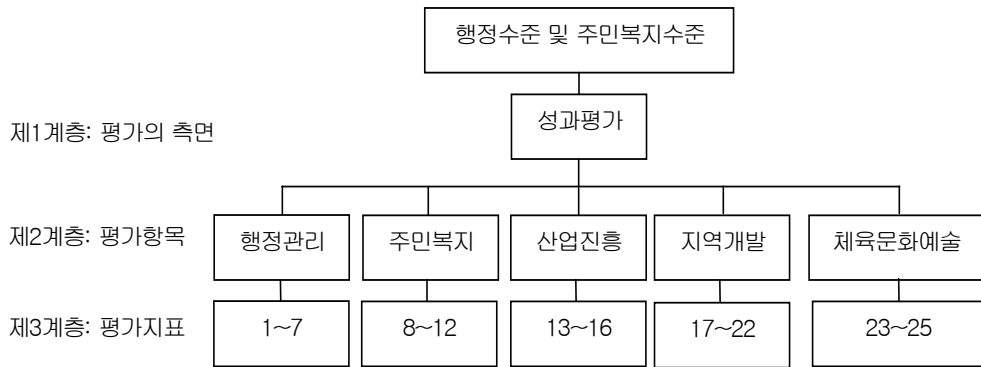 행정수준 및 주민복지수준
제1계층: 평가의 측면
성과평가
제2계층: 평가항목
행정관리
주민복지
산업진흥
지역개발
체육문화예술
제3계층: 평가지표
1~7
8~12
13~16
17~22
23~25